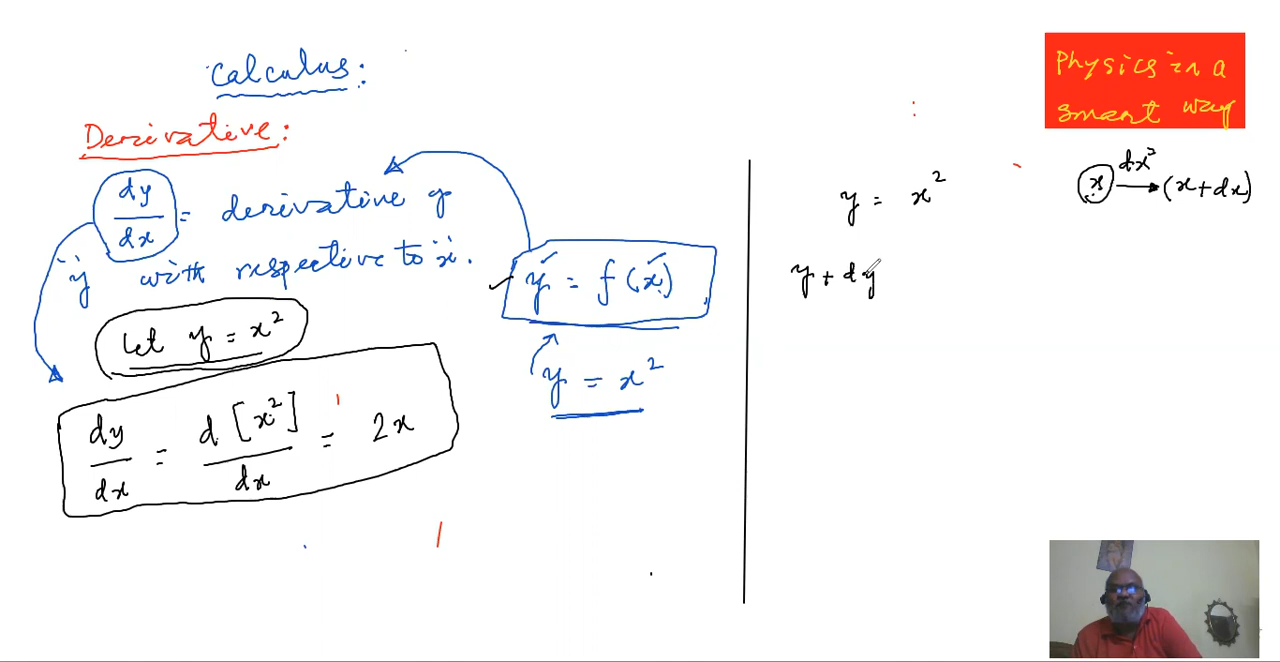 Calculus:
Derivative:
dy/dx = derivative of
"y" with respective to "x".
Let y = x²
dy/dx = d[x²]/dx = 2x
y = f(x)
y = x²
Physics in a
smart way
y = x²
x → (x + dx)
y + dy